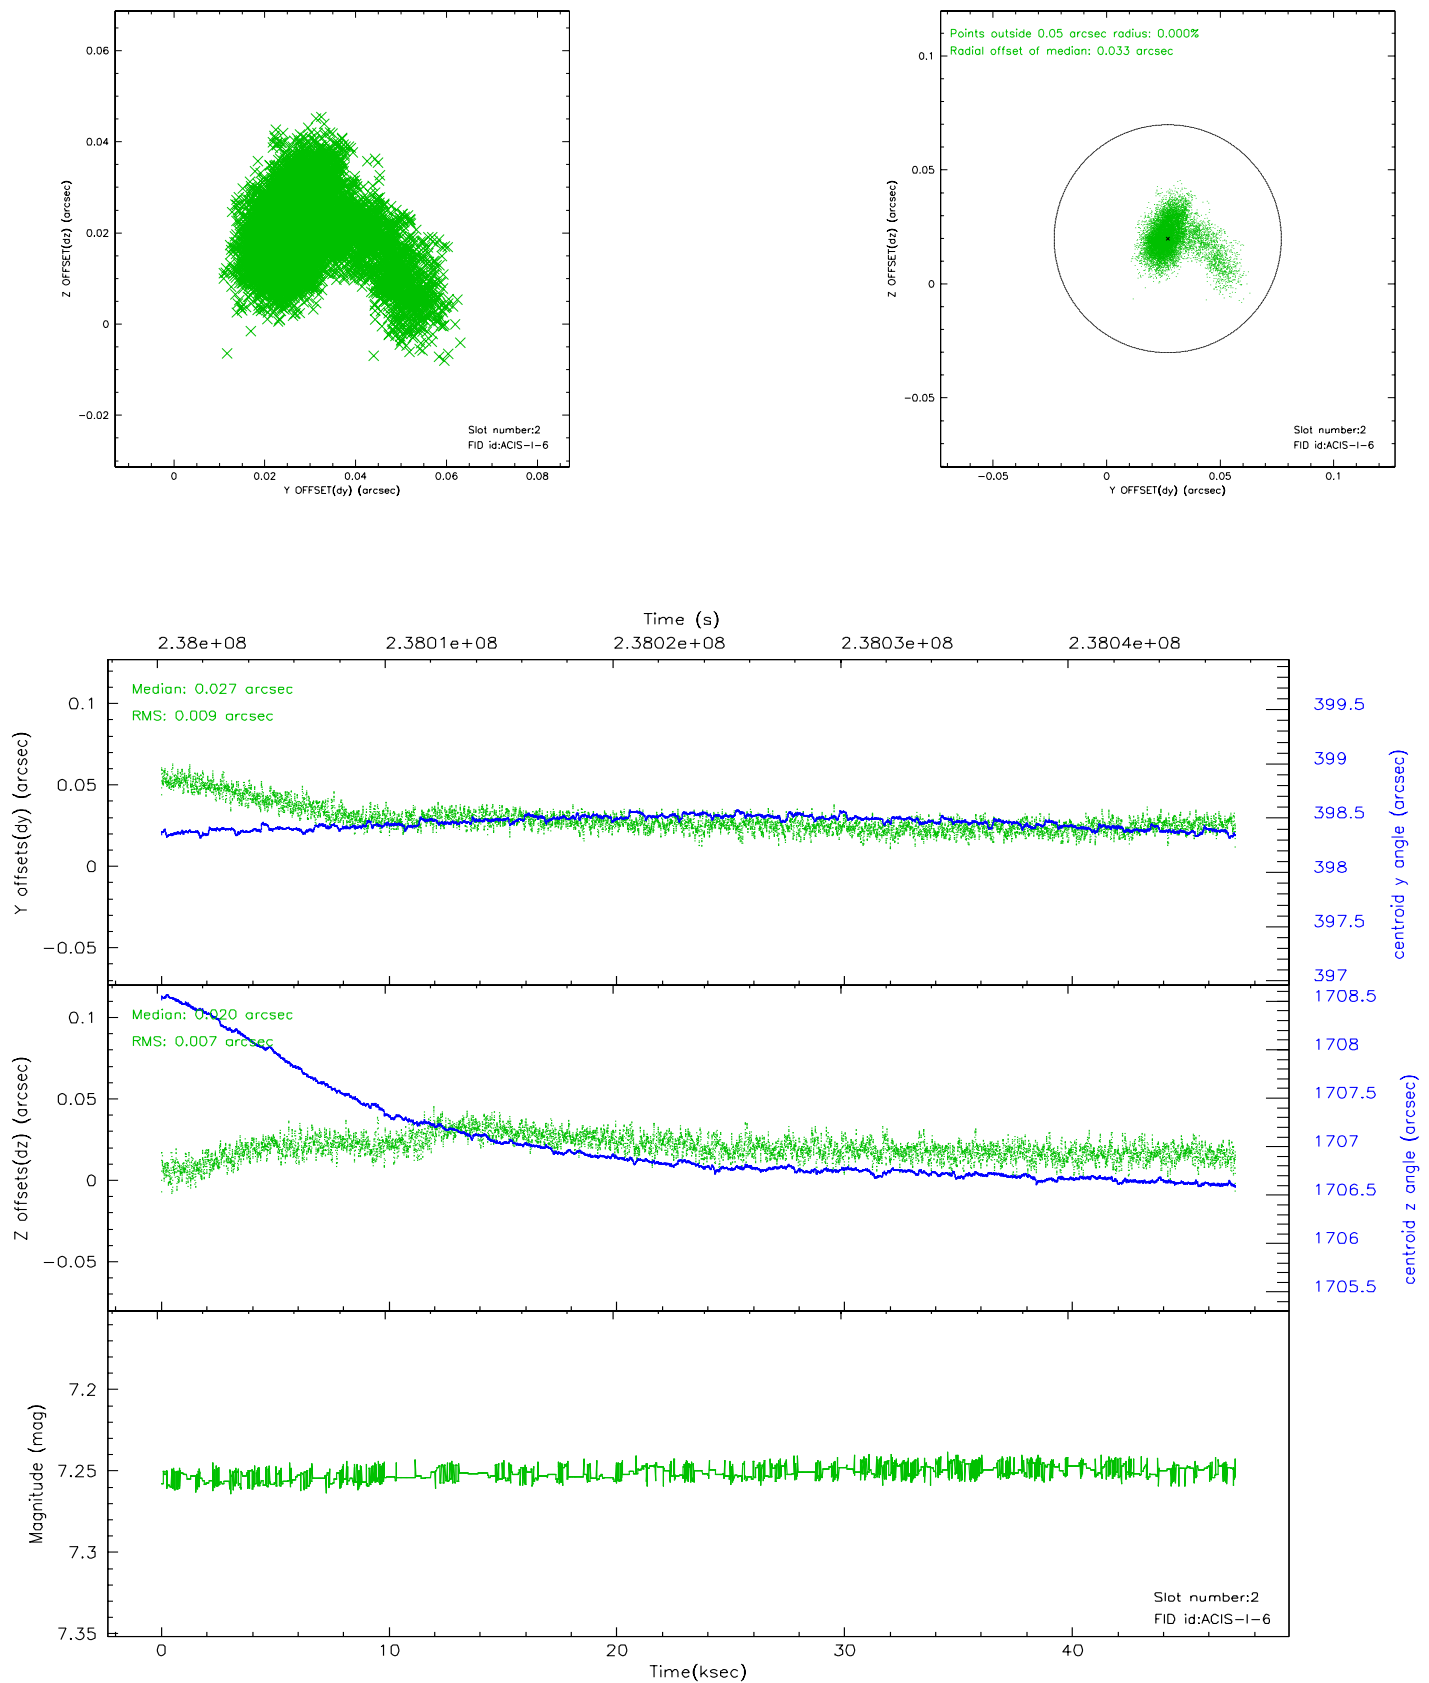 0.06
0.04
0.02
0
−0.02
Z OFFSET(dz) (arcsec)
Slot number:2
FID id:ACIS−I−6
0
0.02
0.04
0.06
0.08
Y OFFSET(dy) (arcsec)
Points outside 0.05 arcsec radius: 0.000%
Radial offset of median: 0.033 arcsec
0.1
0.05
0
−0.05
Z OFFSET(dz) (arcsec)
Slot number:2
FID id:ACIS−I−6
−0.05
0
0.05
0.1
Y OFFSET(dy) (arcsec)
Time (s)
2.38e+08
2.3801e+08
2.3802e+08
2.3803e+08
2.3804e+08
Median: 0.027 arcsec
RMS: 0.009 arcsec
0.1
0.05
0
−0.05
Y offsets(dy) (arcsec)
399.5
399
398.5
398
397.5
397
centroid y angle (arcsec)
Median: 0.020 arcsec
RMS: 0.007 arcsec
0.1
0.05
0
−0.05
Z offsets(dz) (arcsec)
1708.5
1708
1707.5
1707
1706.5
1706
1705.5
centroid z angle (arcsec)
7.2
7.25
7.3
7.35
Magnitude (mag)
Slot number:2
FID id:ACIS−I−6
0
10
20
30
40
Time(ksec)